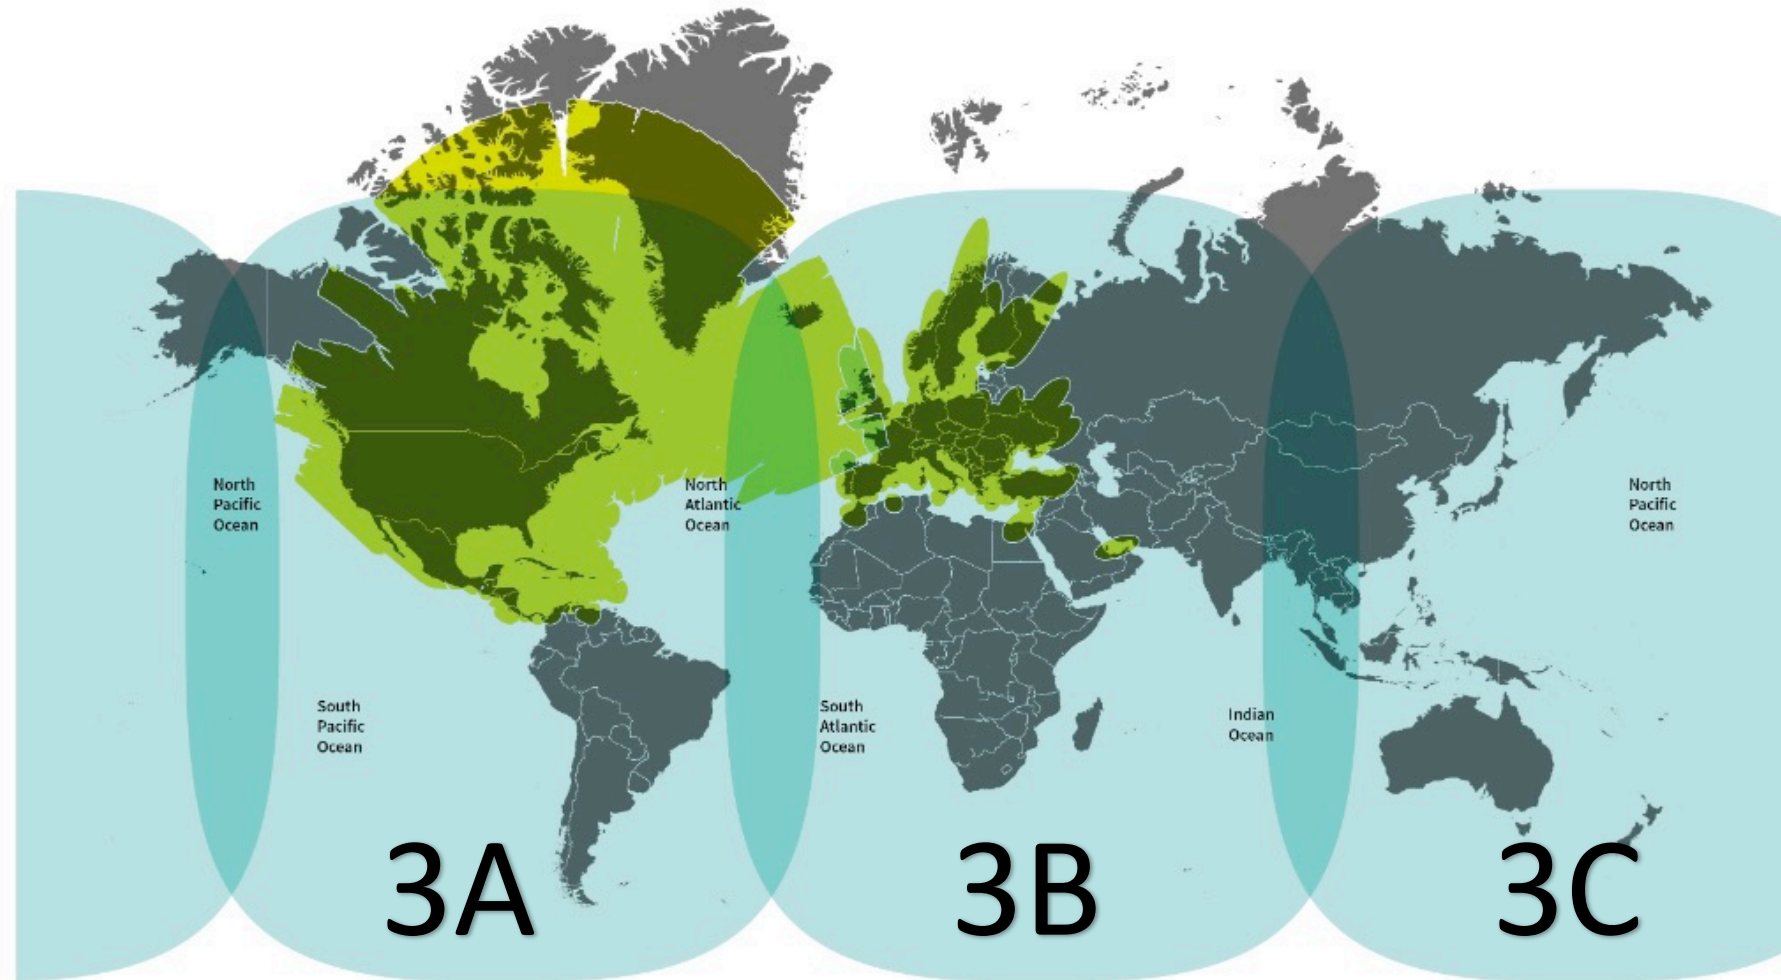 North
Pacific
Ocean
North
Atlantic
Ocean
North
Pacific
Ocean
South
Pacific
Ocean
South
Atlantic
Ocean
Indian
Ocean
3A
3B
3C